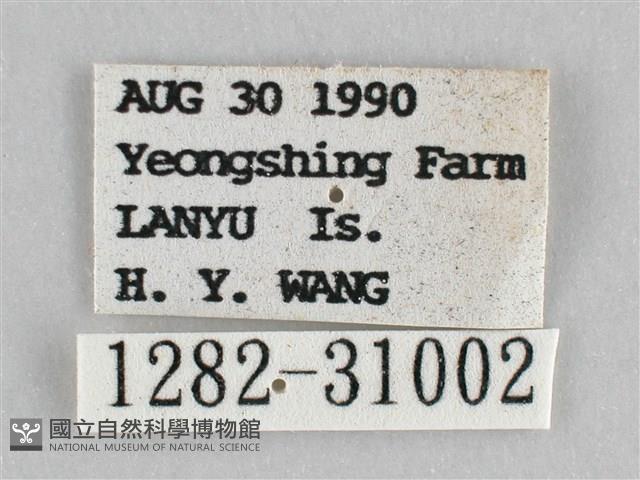 AUG 30 1990
Yeongshing Farm
LANYU Is.
H. Y. WANG
1282-31002
國立自然科學博物館
NATIONAL MUSEUM OF NATURAL SCIENCE